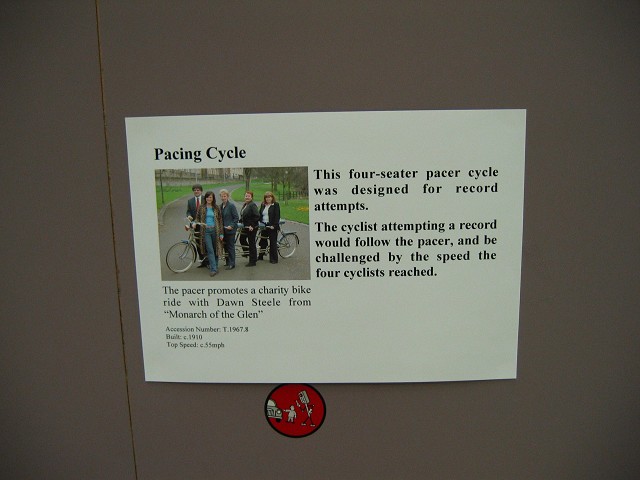 Pacing Cycle
This four-seater pacer cycle
was designed for record
attempts.
The cyclist attempting a record
would follow the pacer, and be
challenged by the speed the
four cyclists reached.
The pacer promotes a charity bike
ride with Dawn Steele from
“Monarch of the Glen”
Accession Number: T.1967.8
Built: c.1910
Top Speed: c.35mph